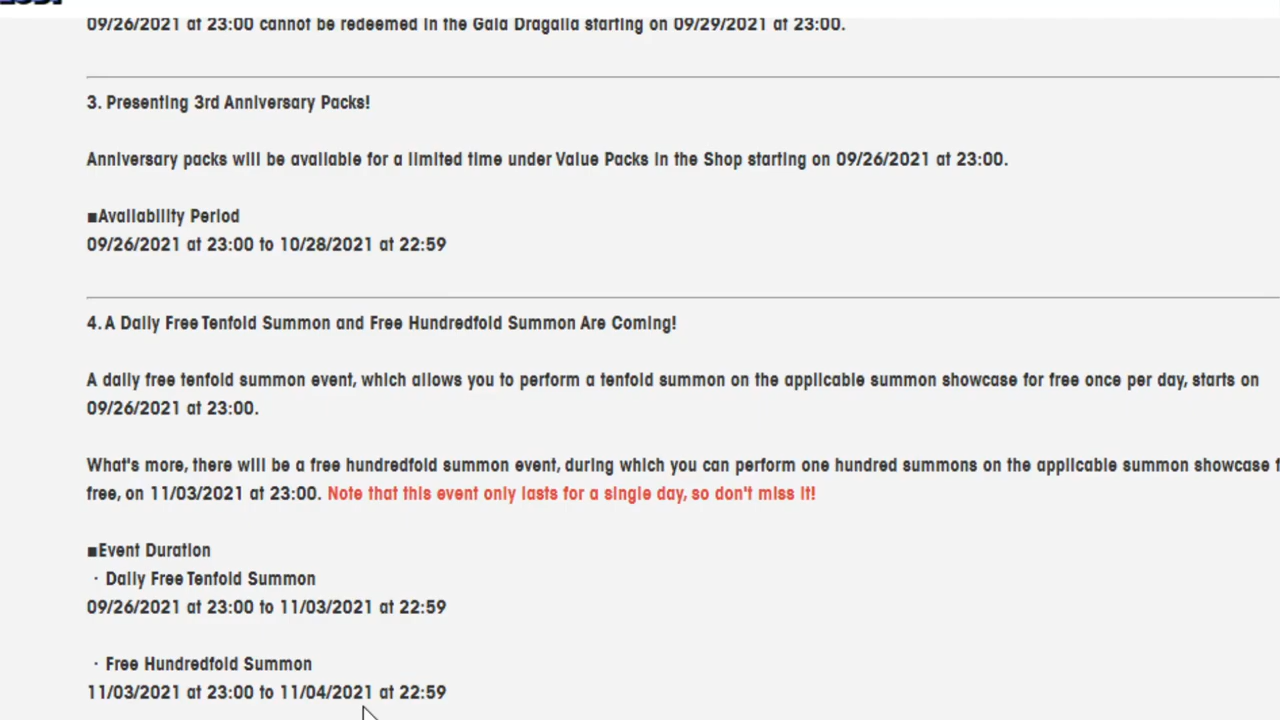 09/26/2021 at 23:00 cannot be redeemed in the Gala Dragalia starting on 09/29/2021 at 23:00.
3. Presenting 3rd Anniversary Packs!
Anniversary packs will be available for a limited time under Value Packs in the Shop starting on 09/26/2021 at 23:00.
■Availability Period
09/26/2021 at 23:00 to 10/28/2021 at 22:59
4. A Daily Free Tenfold Summon and Free Hundredfold Summon Are Coming!
A daily free tenfold summon event, which allows you to perform a tenfold summon on the applicable summon showcase for free once per day, starts on
09/26/2021 at 23:00.
What's more, there will be a free hundredfold summon event, during which you can perform one hundred summons on the applicable summon showcase
free, on 11/03/2021 at 23:00. Note that this event only lasts for a single day, so don't miss it!
■Event Duration
・Daily Free Tenfold Summon
09/26/2021 at 23:00 to 11/03/2021 at 22:59
・Free Hundredfold Summon
11/03/2021 at 23:00 to 11/04/2021 at 22:59